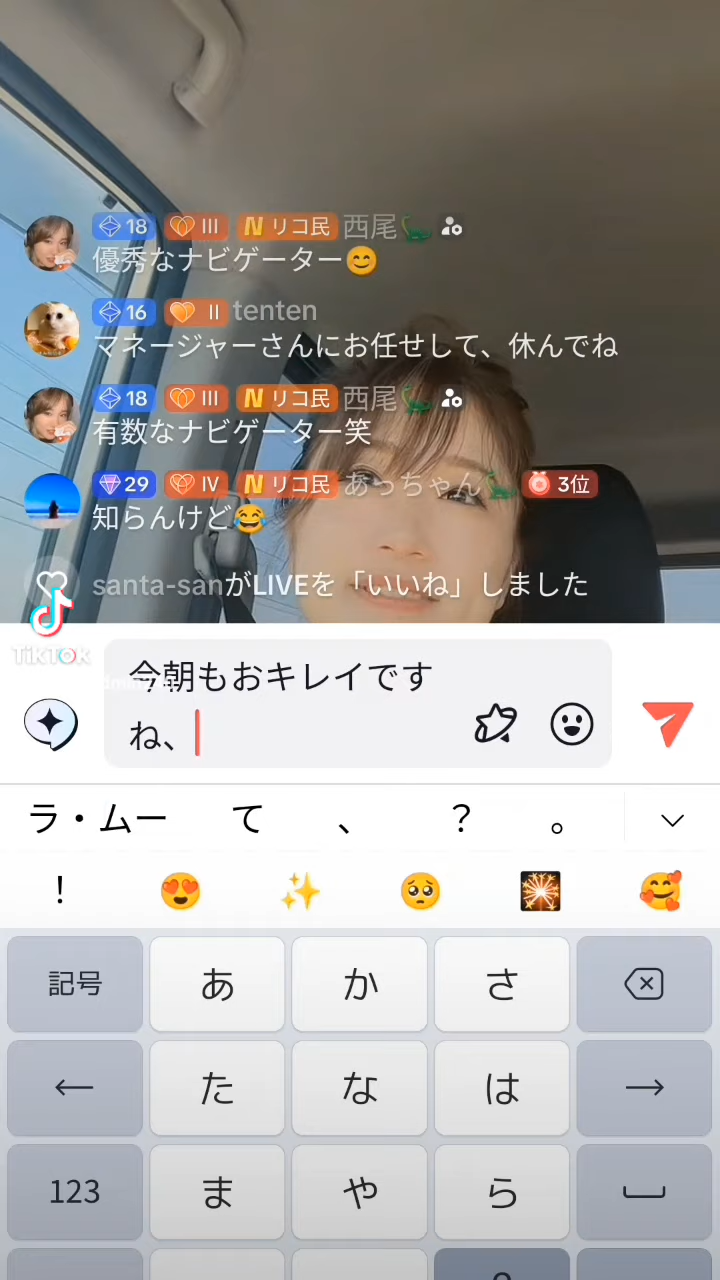 18 III N リコ民 西尾🦕
優秀なナビゲーター😊
16 II tenten
マネージャーさんにお任せして、休んでね
18 III N リコ民 西尾🦕
有数なナビゲーター笑
29 IV N リコ民 あっちゃん🦕 3位
知らんけど😂
santa-sanがLIVEを「いいね」しました
TikTok
今朝もおキレイです
ね、
ラ・ムー て 、 ? 。
! 😍 ✨ 🥺 🎇 🥰
記号 あ か さ
← た な は →
123 ま や ら